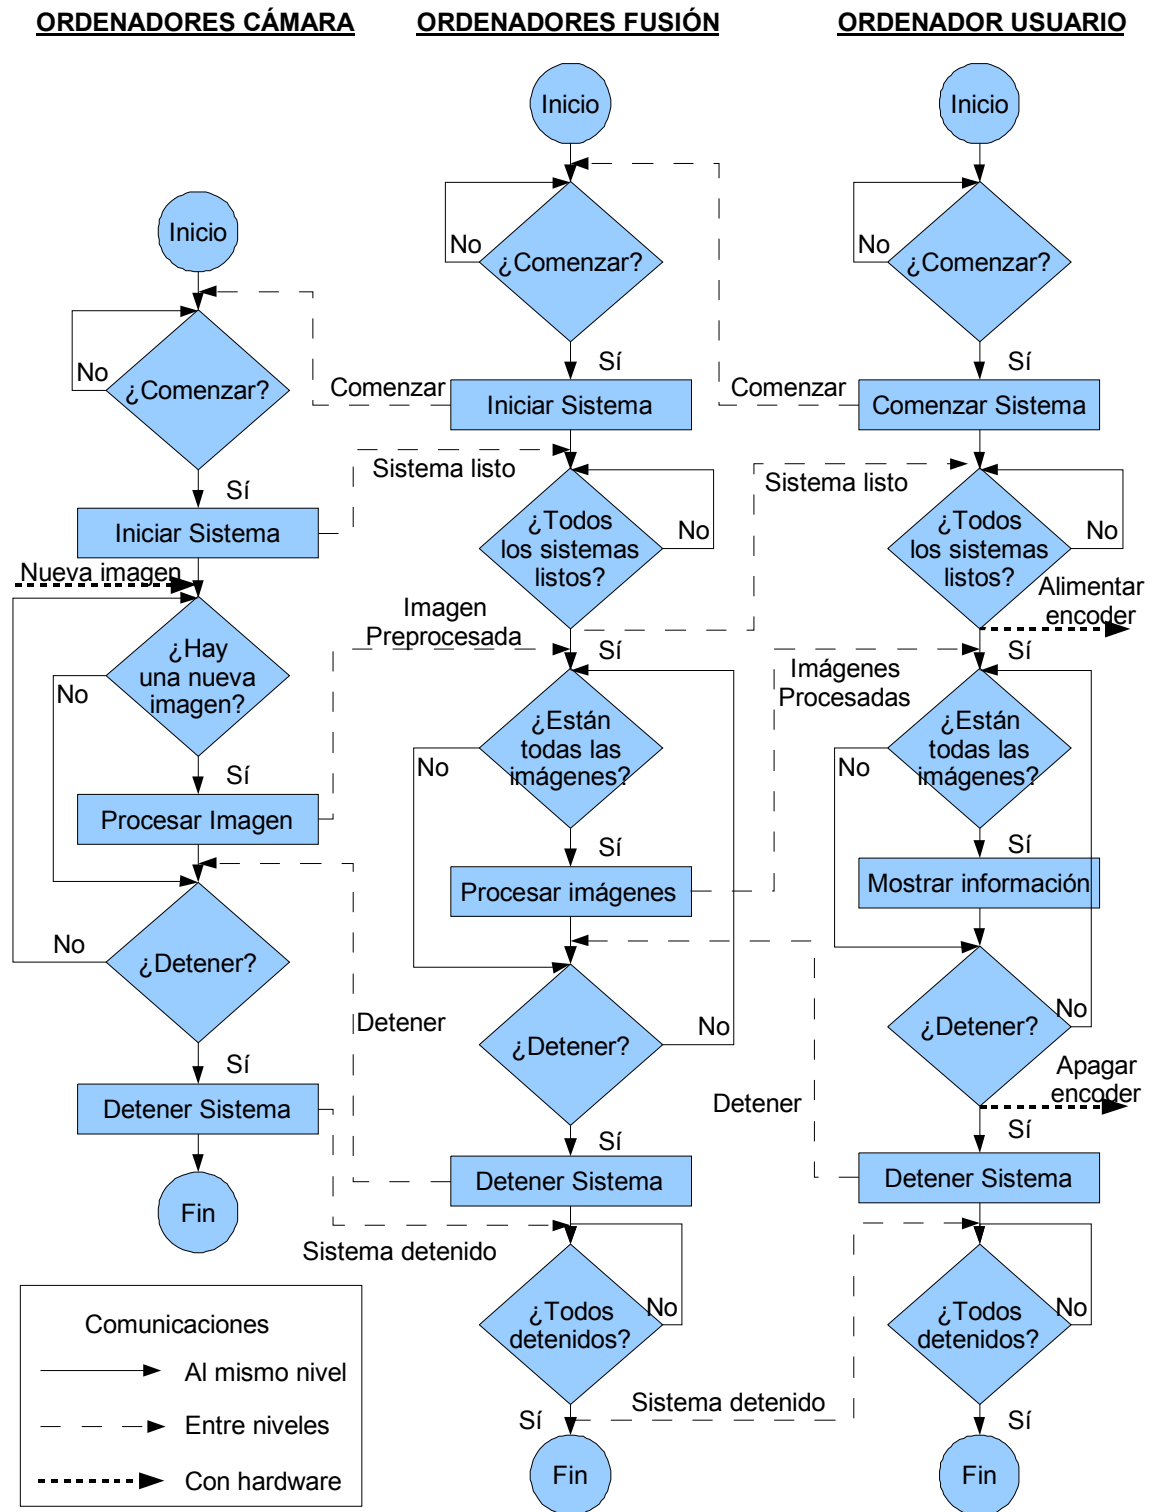 ORDENADORES CÁMARA
ORDENADORES FUSIÓN
ORDENADOR USUARIO
Inicio
Inicio
Inicio
No
¿Comenzar?
No
¿Comenzar?
No
¿Comenzar?
Sí
Sí
Comenzar
Iniciar Sistema
Comenzar
Comenzar Sistema
Sistema listo
Sistema listo
Sí
Iniciar Sistema
¿Todos
los sistemas
listos?
No
¿Todos
los sistemas
listos?
No
Nueva imagen
Alimentar
encoder
Imagen
Preprocesada
Sí
Sí
Imágenes
Procesadas
¿Hay
una nueva
imagen?
No
¿Están
todas las
imágenes?
No
¿Están
todas las
imágenes?
No
Sí
Procesar Imagen
Sí
Procesar imágenes
Sí
Mostrar información
No
¿Detener?
Detener
¿Detener?
No
¿Detener?
No
Sí
Detener Sistema
Apagar
encoder
Detener
Sí
Sí
Detener Sistema
Detener Sistema
Fin
Sistema detenido
¿Todos
detenidos?
No
¿Todos
detenidos?
No
Sistema detenido
Sí
Sí
Fin
Fin
Comunicaciones
Al mismo nivel
Entre niveles
Con hardware